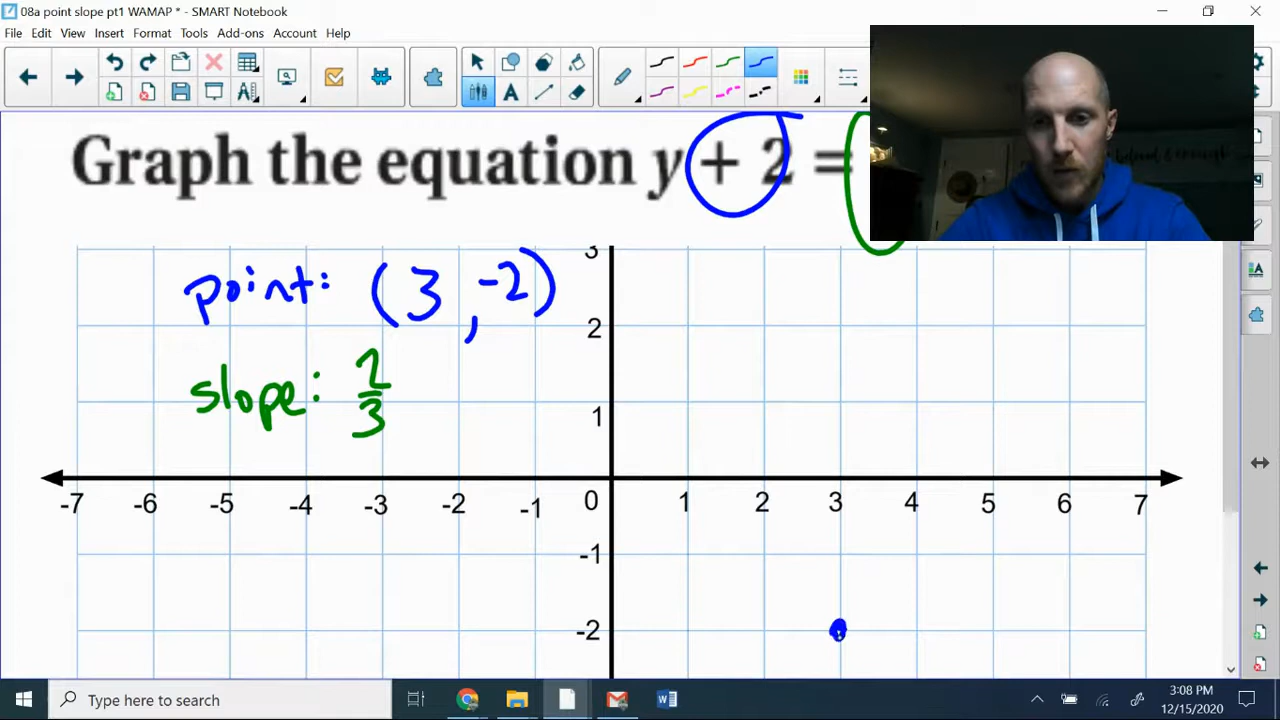 08a point slope pt1 WAMAP * - SMART Notebook
File Edit View Insert Format Tools Add-ons Account Help
Graph the equation y + 2 =
point: (3, -2)
slope: 2/3
3
2
1
-7 -6 -5 -4 -3 -2 -1 0 1 2 3 4 5 6 7
-1
-2
Type here to search
3:08 PM
12/15/2020